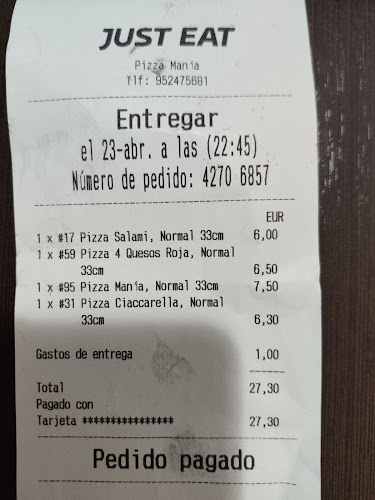 JUST EAT
Pizza Manía
Tlf: 952475681
Entregar
el 23-abr. a las (22:45)
Número de pedido: 4270 6857
EUR
1 x #17 Pizza Salami, Normal 33cm 6,00
1 x #59 Pizza 4 Quesos Roja, Normal
33cm 6,50
1 x #95 Pizza Manía, Normal 33cm 7,50
1 x #31 Pizza Ciaccarella, Normal
33cm 6,30
Gastos de entrega 1,00
Total 27,30
Pagado con
Tarjeta **************** 27,30
Pedido pagado